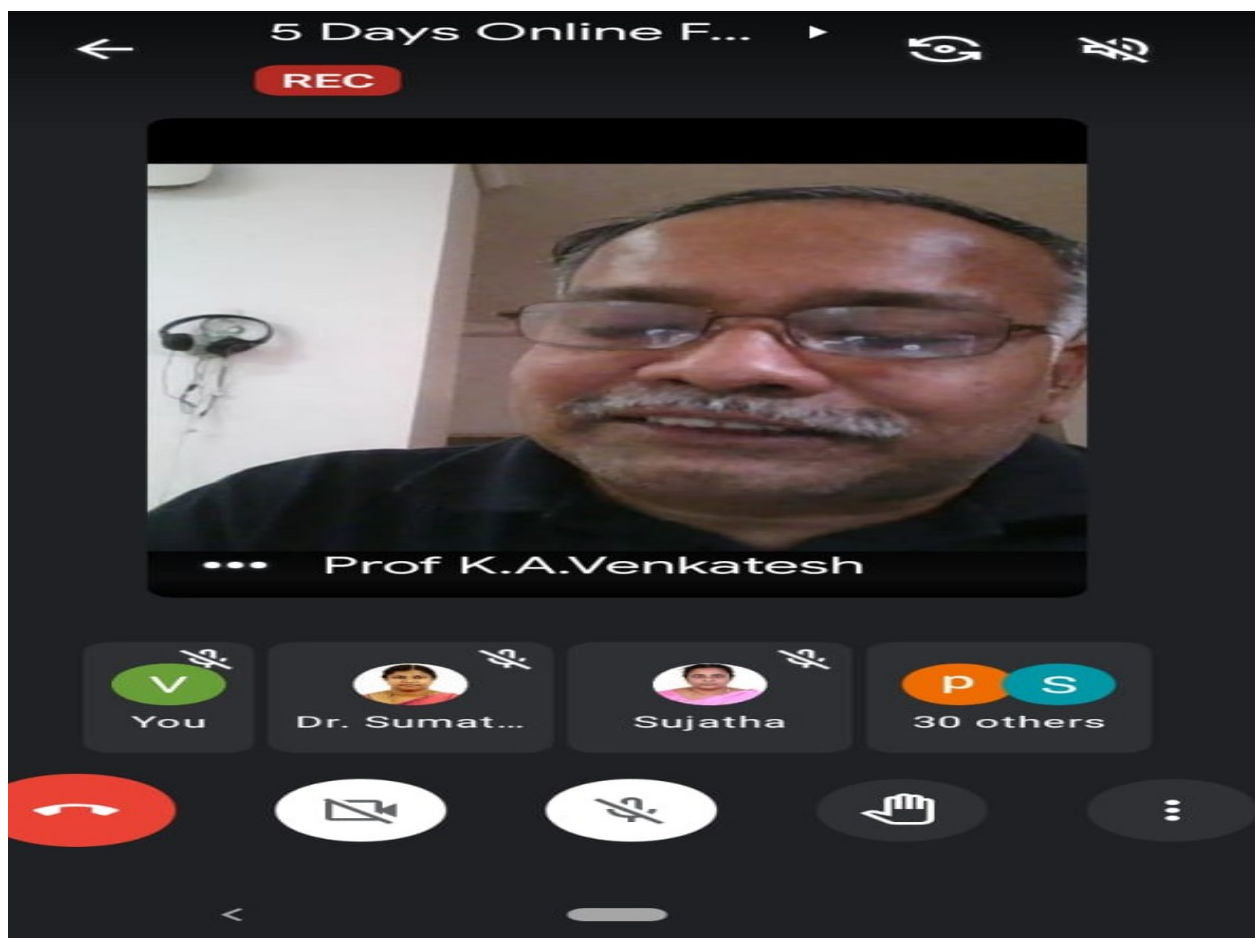 5 Days Online F...
REC
Prof K.A.Venkatesh
V
You
Dr. Sumat...
Sujatha
p S
30 others